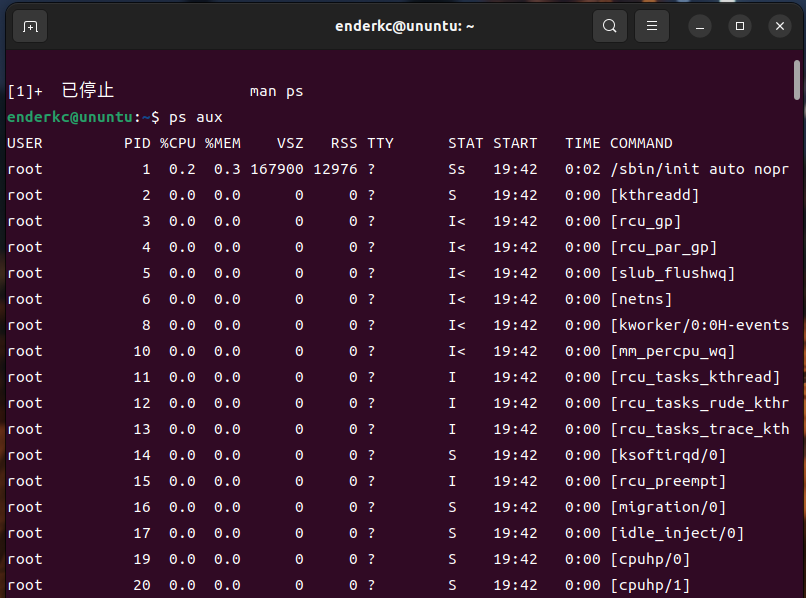 enderkc@ununtu: ~
[1]+  已停止                 man ps
enderkc@ununtu:~$ ps aux
USER         PID %CPU %MEM    VSZ   RSS TTY      STAT START   TIME COMMAND
root           1  0.2  0.3 167900 12976 ?        Ss   19:42   0:02 /sbin/init auto nopr
root           2  0.0  0.0      0     0 ?        S    19:42   0:00 [kthreadd]
root           3  0.0  0.0      0     0 ?        I<   19:42   0:00 [rcu_gp]
root           4  0.0  0.0      0     0 ?        I<   19:42   0:00 [rcu_par_gp]
root           5  0.0  0.0      0     0 ?        I<   19:42   0:00 [slub_flushwq]
root           6  0.0  0.0      0     0 ?        I<   19:42   0:00 [netns]
root           8  0.0  0.0      0     0 ?        I<   19:42   0:00 [kworker/0:0H-events
root          10  0.0  0.0      0     0 ?        I<   19:42   0:00 [mm_percpu_wq]
root          11  0.0  0.0      0     0 ?        I    19:42   0:00 [rcu_tasks_kthread]
root          12  0.0  0.0      0     0 ?        I    19:42   0:00 [rcu_tasks_rude_kthr
root          13  0.0  0.0      0     0 ?        I    19:42   0:00 [rcu_tasks_trace_kth
root          14  0.0  0.0      0     0 ?        S    19:42   0:00 [ksoftirqd/0]
root          15  0.0  0.0      0     0 ?        I    19:42   0:00 [rcu_preempt]
root          16  0.0  0.0      0     0 ?        S    19:42   0:00 [migration/0]
root          17  0.0  0.0      0     0 ?        S    19:42   0:00 [idle_inject/0]
root          19  0.0  0.0      0     0 ?        S    19:42   0:00 [cpuhp/0]
root          20  0.0  0.0      0     0 ?        S    19:42   0:00 [cpuhp/1]